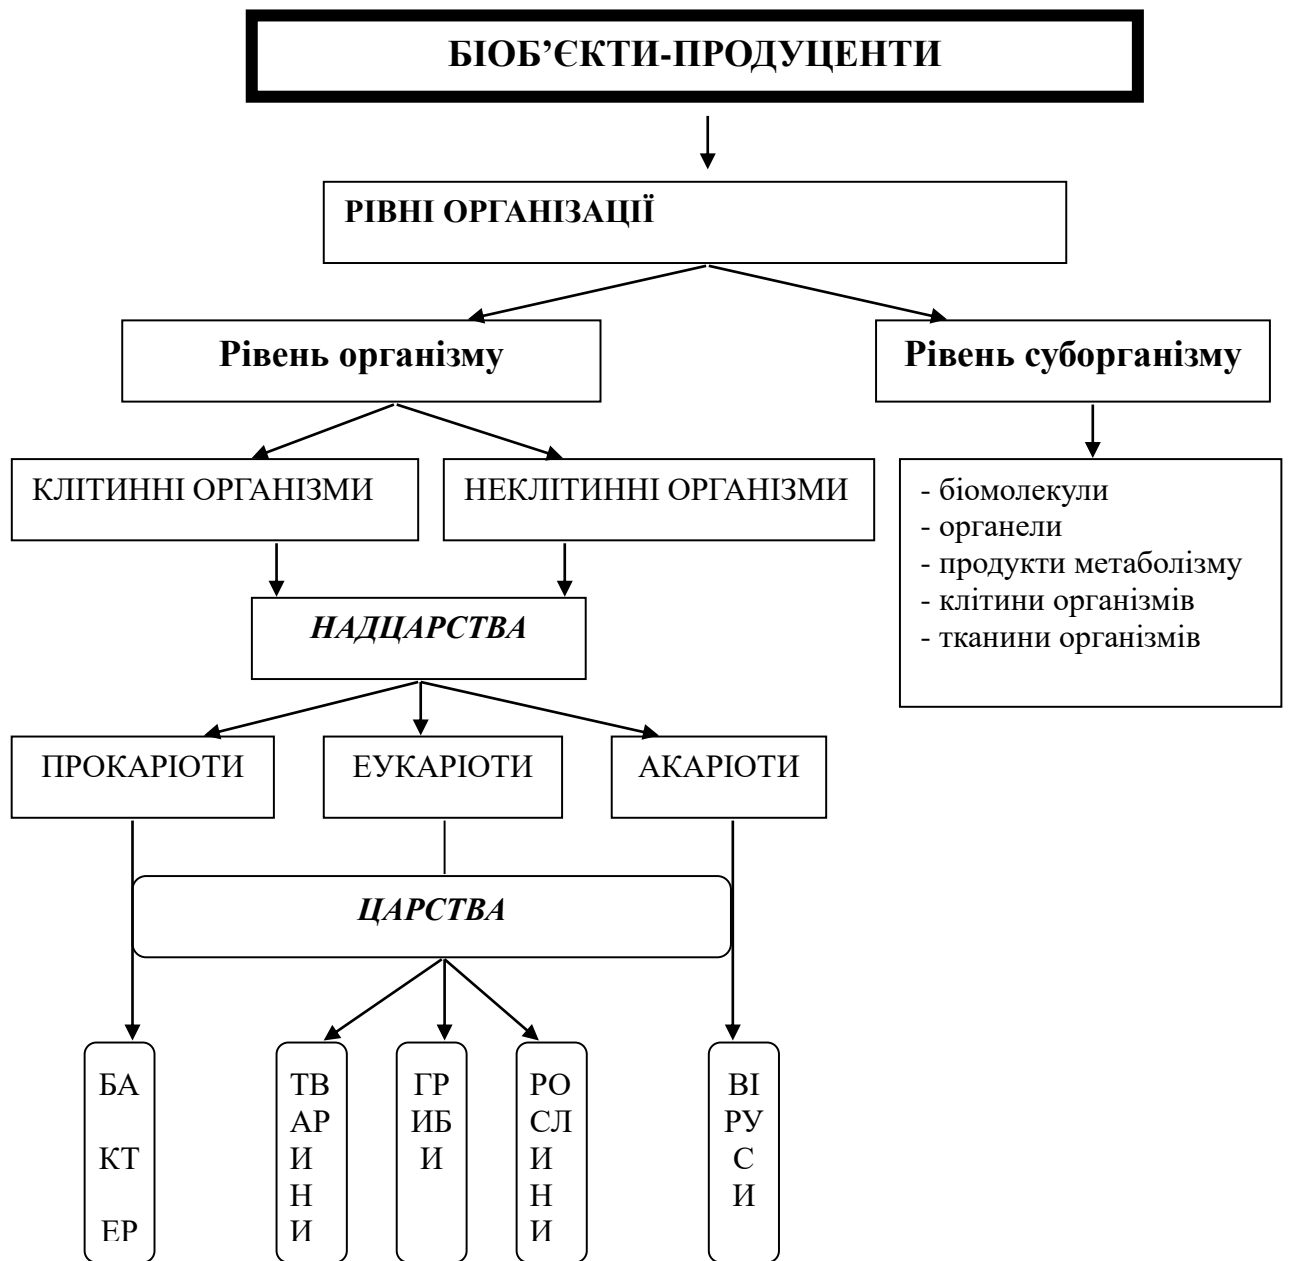 БІОБ’ЄКТИ-ПРОДУЦЕНТИ
РІВНІ ОРГАНІЗАЦІЇ
Рівень організму
Рівень суборганізму
КЛІТИННІ ОРГАНІЗМИ
НЕКЛІТИННІ ОРГАНІЗМИ
- біомолекули
- органели
- продукти метаболізму
- клітини організмів
- тканини організмів
НАДЦАРСТВА
ПРОКАРІОТИ
ЕУКАРІОТИ
АКАРІОТИ
ЦАРСТВА
БА
КТ
ЕР
ТВ
АР
И
Н
И
ГР
ИБ
И
РО
СЛ
И
Н
И
ВІ
РУ
С
И